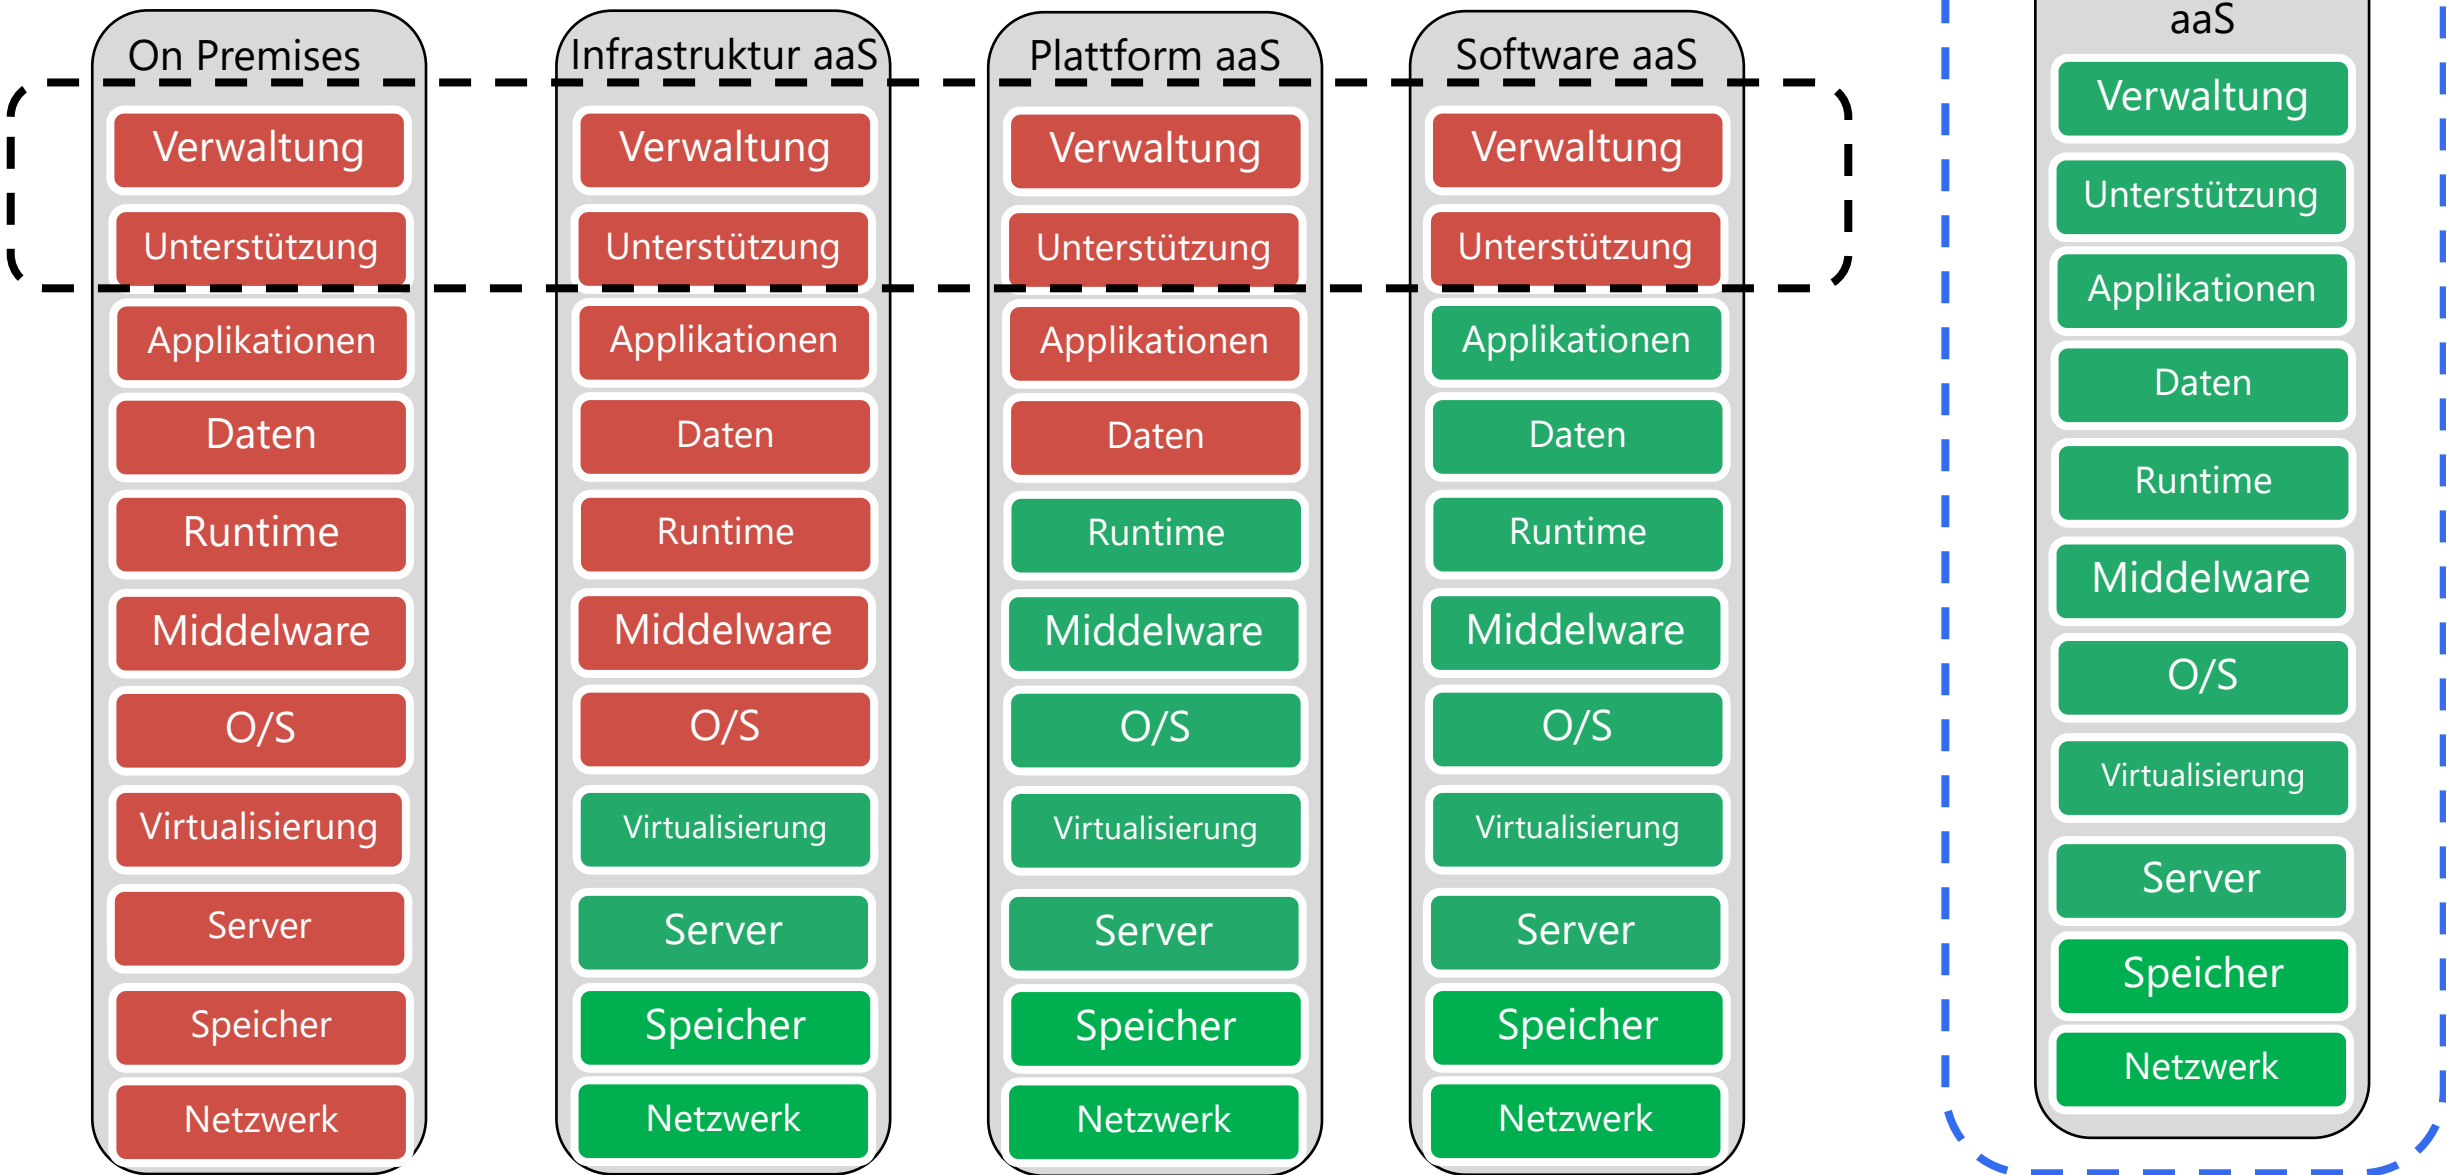 On Premises
Verwaltung
Unterstützung
Applikationen
Daten
Runtime
Middelware
O/S
Virtualisierung
Server
Speicher
Netzwerk
Infrastruktur aaS
Verwaltung
Unterstützung
Applikationen
Daten
Runtime
Middelware
O/S
Virtualisierung
Server
Speicher
Netzwerk
Plattform aaS
Verwaltung
Unterstützung
Applikationen
Daten
Runtime
Middelware
O/S
Virtualisierung
Server
Speicher
Netzwerk
Software aaS
Verwaltung
Unterstützung
Applikationen
Daten
Runtime
Middelware
O/S
Virtualisierung
Server
Speicher
Netzwerk
aaS
Verwaltung
Unterstützung
Applikationen
Daten
Runtime
Middelware
O/S
Virtualisierung
Server
Speicher
Netzwerk